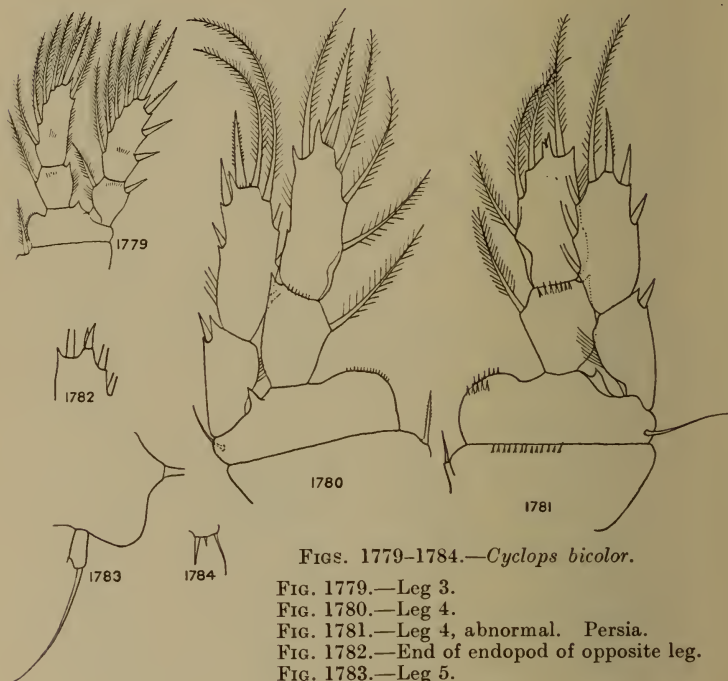 1779
1782
1780
1781
1783
1784
FIGS. 1779–1784.—Cyclops bicolor.
FIG. 1779.—Leg 3.
FIG. 1780.—Leg 4.
FIG. 1781.—Leg 4, abnormal. Persia.
FIG. 1782.—End of endopod of opposite leg.
FIG. 1783.—Leg 5.